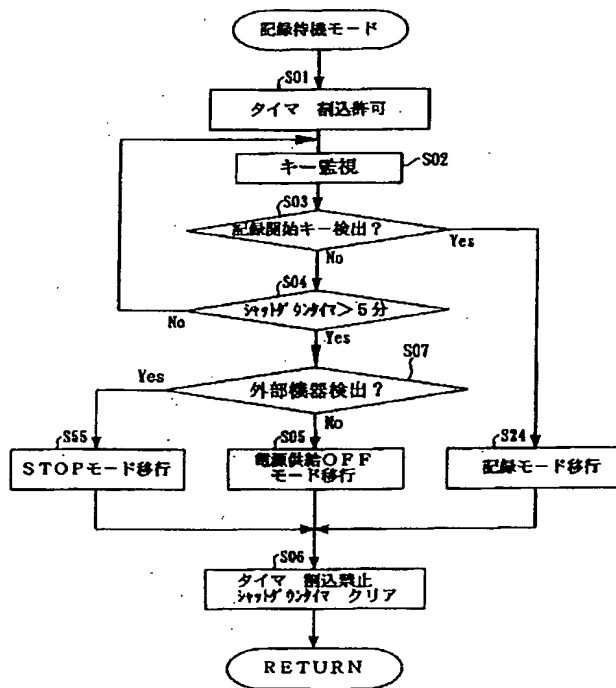 記録待機モード
S01
タイマ 割込許可
キー監視
S02
S03
記録開始キー検出?
Yes
No
S04
シャットダウンタイマ>5分
No
Yes
S07
外部機器検出?
Yes
No
S55
STOPモード移行
S05
電源供給OFF
モード移行
S24
記録モード移行
S06
タイマ 割込禁止
シャットダウンタイマ クリア
RETURN